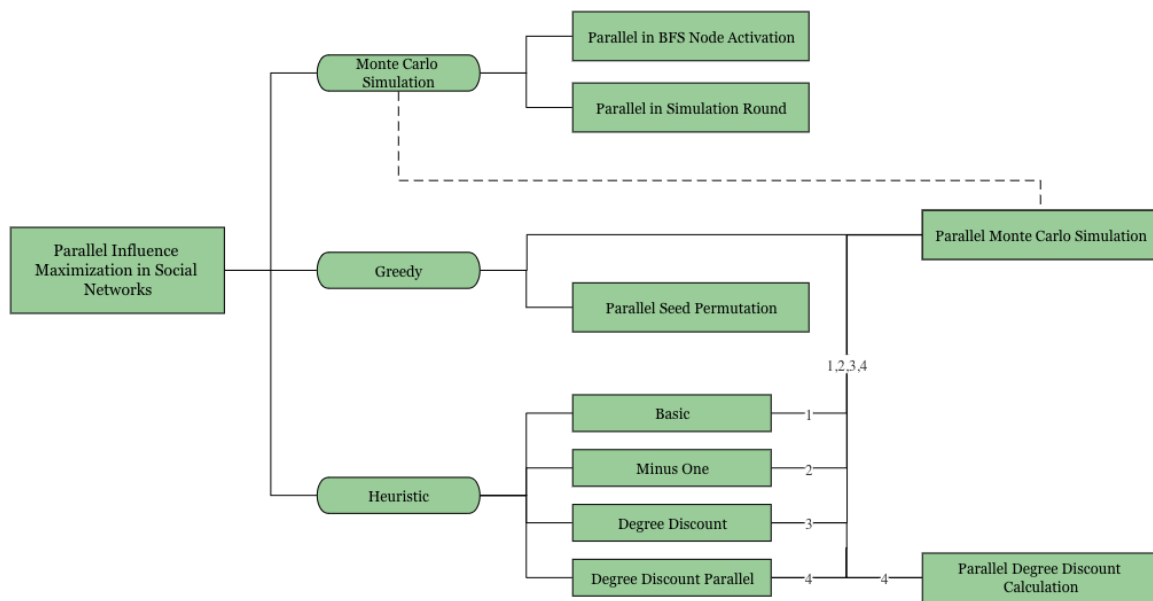 Parallel in BFS Node Activation
Monte Carlo
Simulation
Parallel in Simulation Round
Parallel Monte Carlo Simulation
Parallel Influence
Maximization in Social
Networks
Greedy
Parallel Seed Permutation
1,2,3,4
Basic
1
Minus One
2
Heuristic
Degree Discount
3
Degree Discount Parallel
4
4
Parallel Degree Discount
Calculation